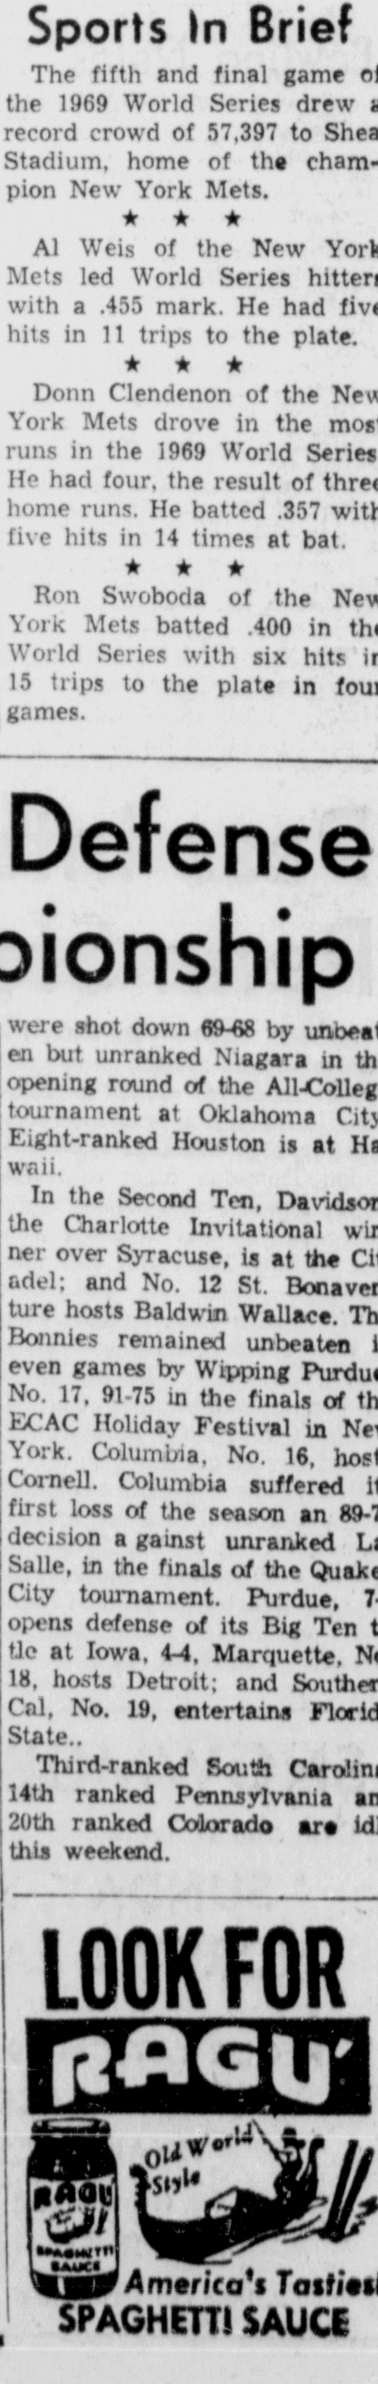 Sports In Brief
The fifth and final game of
the 1969 World Series drew a
record crowd of 57,397 to Shea
Stadium, home of the cham-
pion New York Mets.
★ ★ ★
Al Weis of the New York
Mets led World Series hitters
with a .455 mark. He had five
hits in 11 trips to the plate.
★ ★ ★
Donn Clendenon of the New
York Mets drove in the most
runs in the 1969 World Series
He had four, the result of three
home runs. He batted .357 with
five hits in 14 times at bat.
★ ★ ★
Ron Swoboda of the New
York Mets batted .400 in the
World Series with six hits in
15 trips to the plate in four
games.
Defense
pionship
were shot down 69-68 by unbeat
en but unranked Niagara in th
opening round of the All-Colleg
tournament at Oklahoma City
Eight-ranked Houston is at Ha
waii.
In the Second Ten, Davidson
the Charlotte Invitational win
ner over Syracuse, is at the Cit
adel; and No. 12 St. Bonaven
ture hosts Baldwin Wallace. Th
Bonnies remained unbeaten i
even games by Wipping Purdue
No. 17, 91-75 in the finals of th
ECAC Holiday Festival in New
York. Columbia, No. 16, host
Cornell. Columbia suffered it
first loss of the season an 89-7
decision a gainst unranked La
Salle, in the finals of the Quake
City tournament. Purdue, 7-
opens defense of its Big Ten t
tle at Iowa, 4-4, Marquette, No
18, hosts Detroit; and Souther
Cal, No. 19, entertains Florid
State..
Third-ranked South Carolina
14th ranked Pennsylvania an
20th ranked Colorado are idl
this weekend.
LOOK FOR
RAGU'
Old World
Style
RAGU
SPAGHETTI
SAUCE
America's Tastiest
SPAGHETTI SAUCE